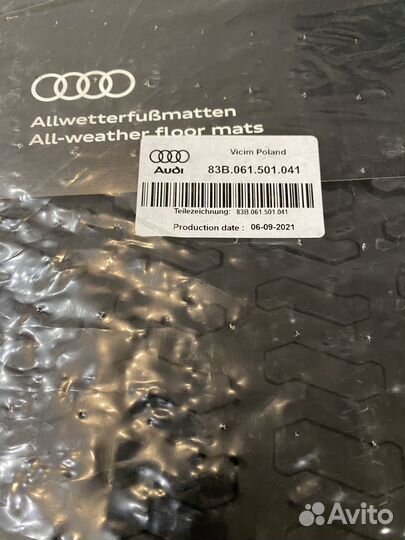 Allwetterfußmatten
All-weather floor mats
Vicim Poland
Audi
83B.061.501.041
Teilezeichnung: 83B.061.501.041
Production date : 06-09-2021
Avito